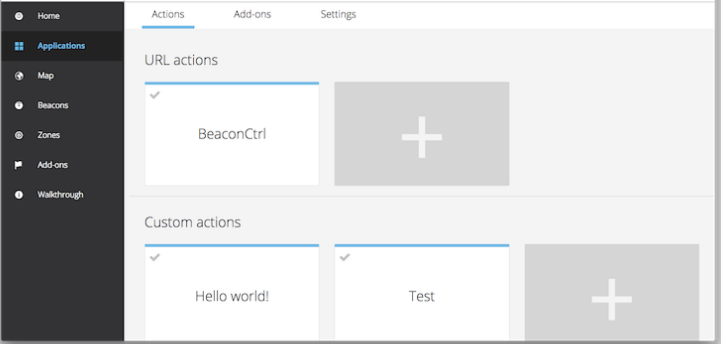 Home
Applications
Map
Beacons
Zones
Add-ons
Walkthrough
Actions Add-ons Settings
URL actions
BeaconCtrl
Custom actions
Hello world! Test